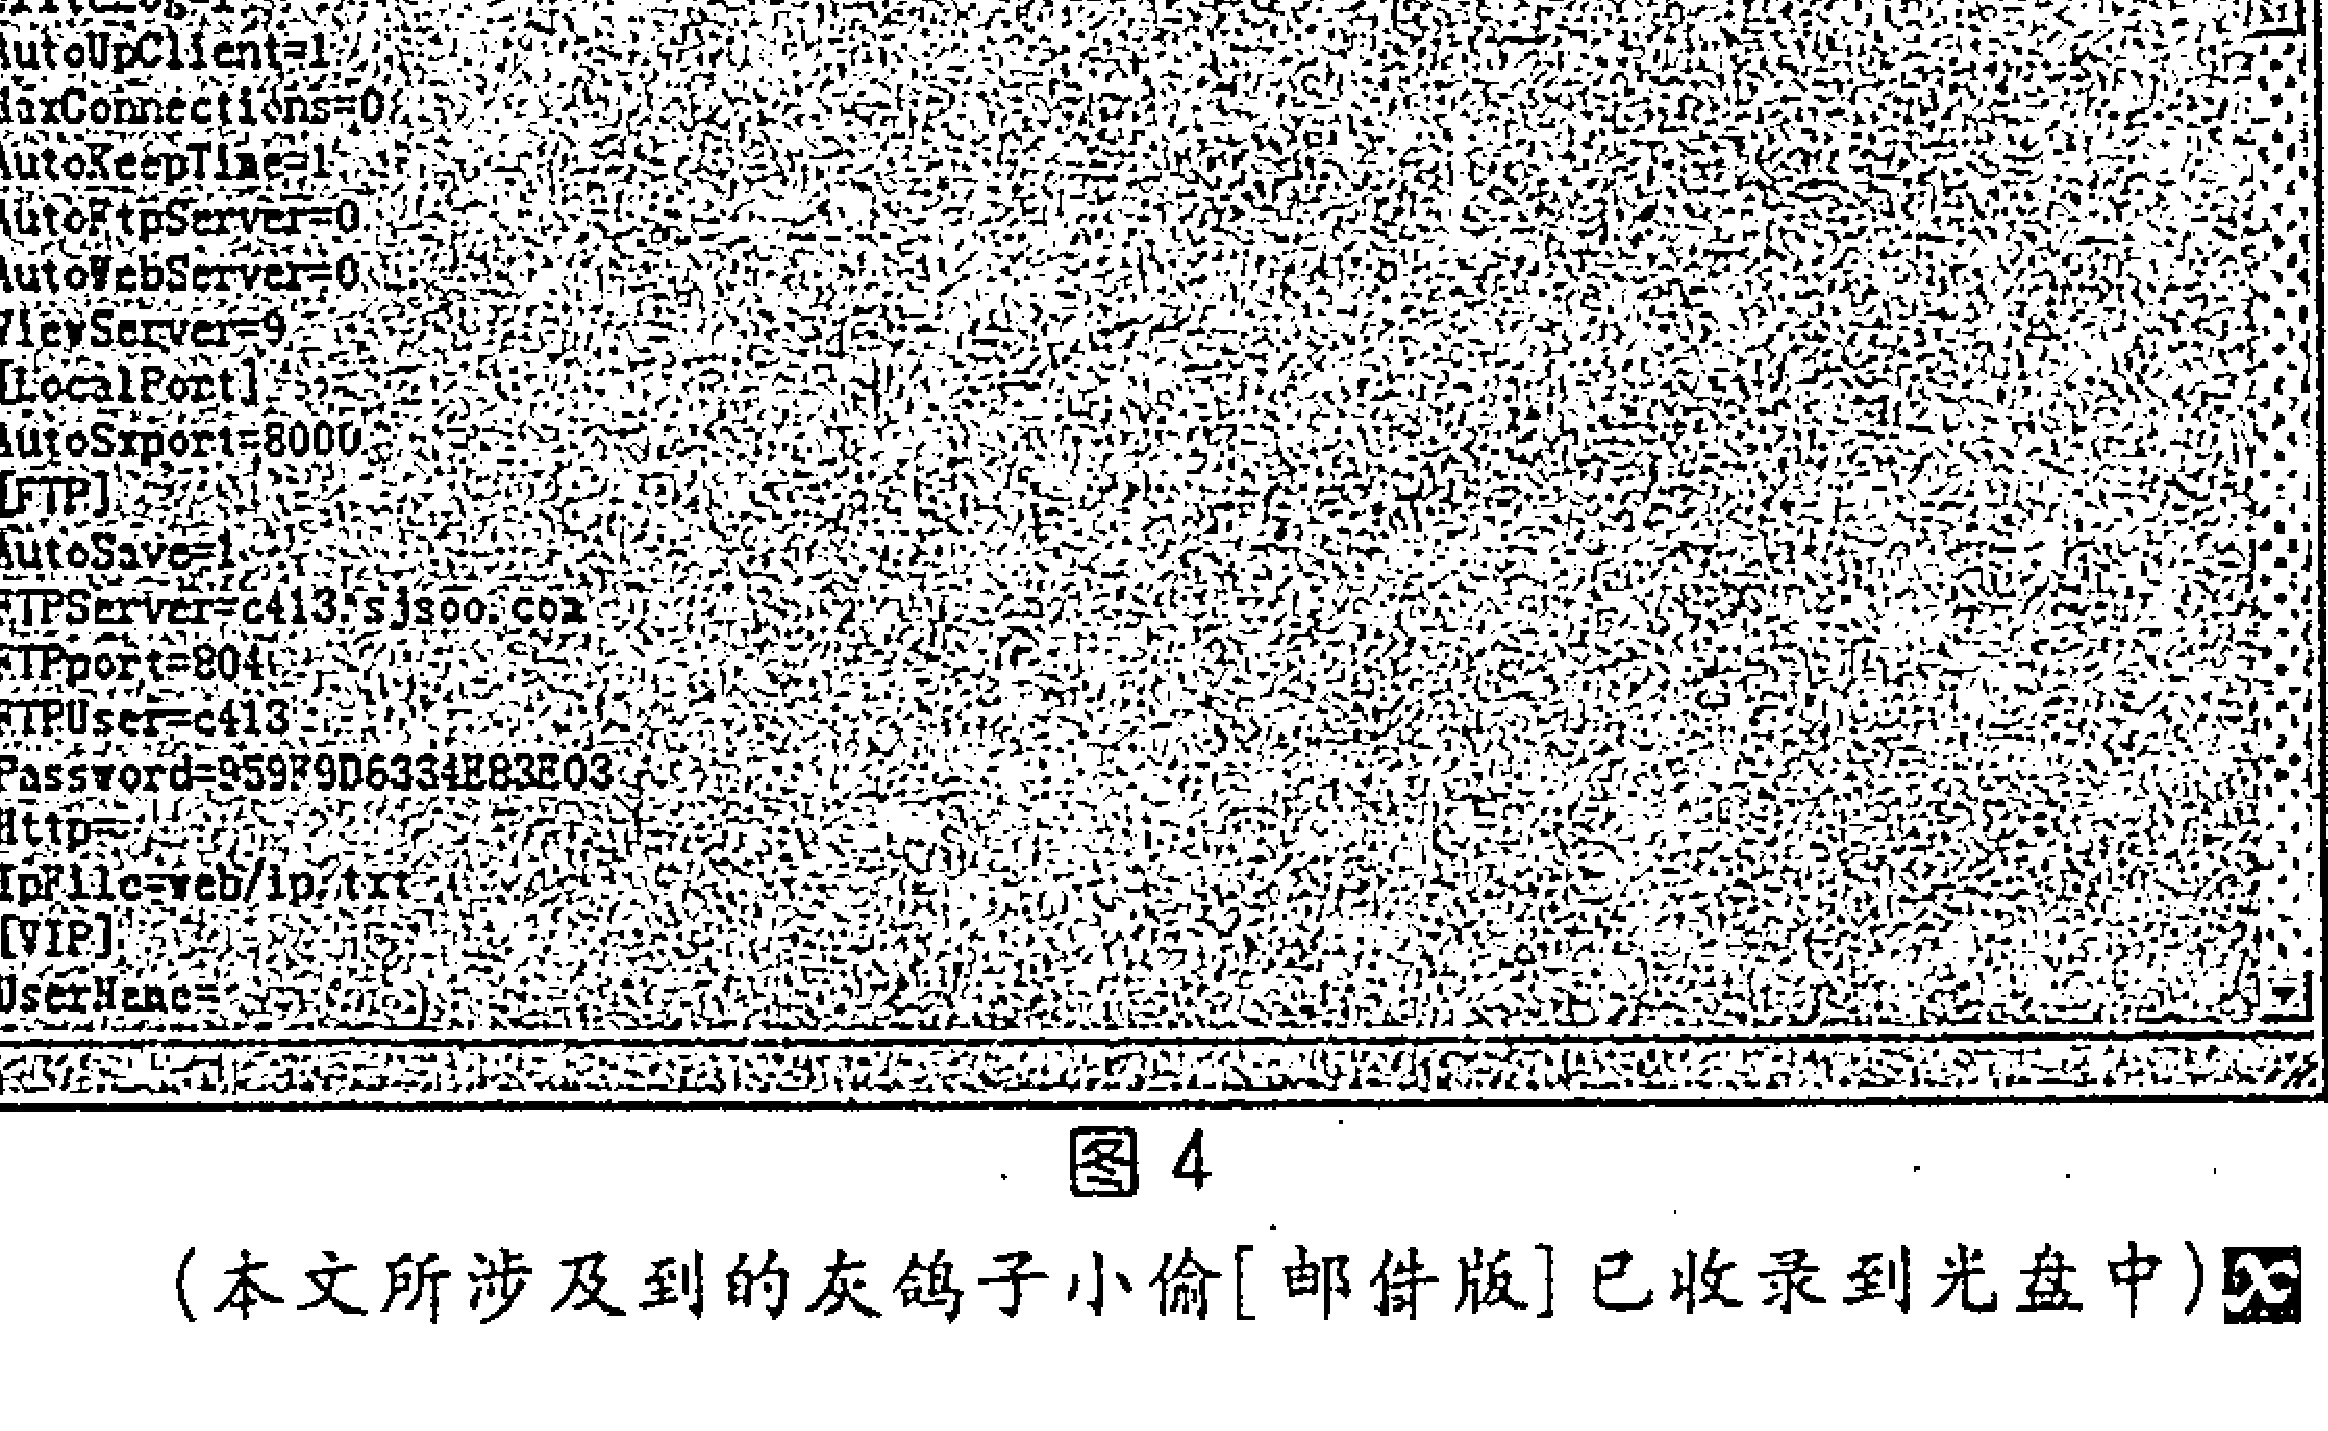 AutoUpClient=1
MaxConnections=0
AutoKeepTime=1
AutoFtpServer=0
AutoWebServer=0
ViewServer=9
[LocalPort]
AutoSxport=8000
[FTP]
AutoSave=1
FTPServer=c413.sjsoo.com
FTPport=804
FTPUser=c413
Password=959F9D6334E83E03
Http=
IpFile=web/ip.txt
[VIP]
图 4
(本文所涉及到的灰鸽子小偷[邮件版]已收录到光盘中)